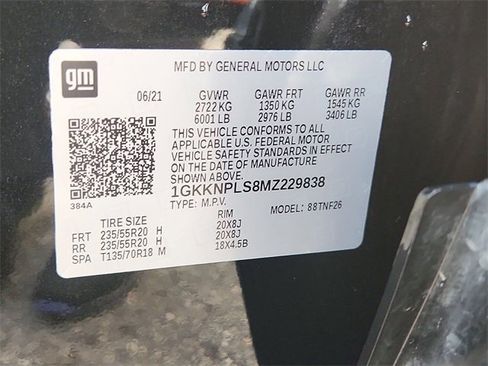 gm
MFD BY GENERAL MOTORS LLC
06/21 GVWR GAWR FRT GAWR RR
2722 KG 1350 KG 1545 KG
6001 LB 2976 LB 3406 LB
THIS VEHICLE CONFORMS TO ALL
APPLICABLE U.S. FEDERAL MOTOR
VEHICLE SAFETY STANDARDS IN EFFECT
ON THE DATE OF MANUFACTURE
SHOWN ABOVE
384A
1GKKNPLS8MZ229838
TYPE: M.P.V. MODEL: 88TNF26
TIRE SIZE RIM
FRT 235/55R20 H 20X8J
RR 235/55R20 H 20X8J
SPA T135/70R18 M 18X4.5B